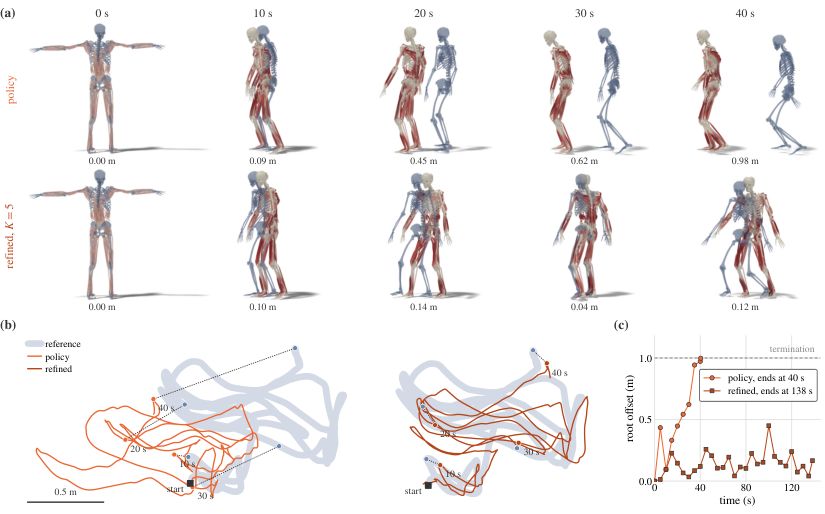 (a)
0 s
10 s
20 s
30 s
40 s
policy
0.00 m
0.09 m
0.45 m
0.62 m
0.98 m
refined, K = 5
0.00 m
0.10 m
0.14 m
0.04 m
0.12 m
(b)
reference
policy
refined
40 s
20 s
10 s
start
30 s
0.5 m
40 s
20 s
30 s
10 s
start
(c)
termination
policy, ends at 40 s
refined, ends at 138 s
root offset (m)
1.0
0.5
0.0
0
40
80
120
time (s)